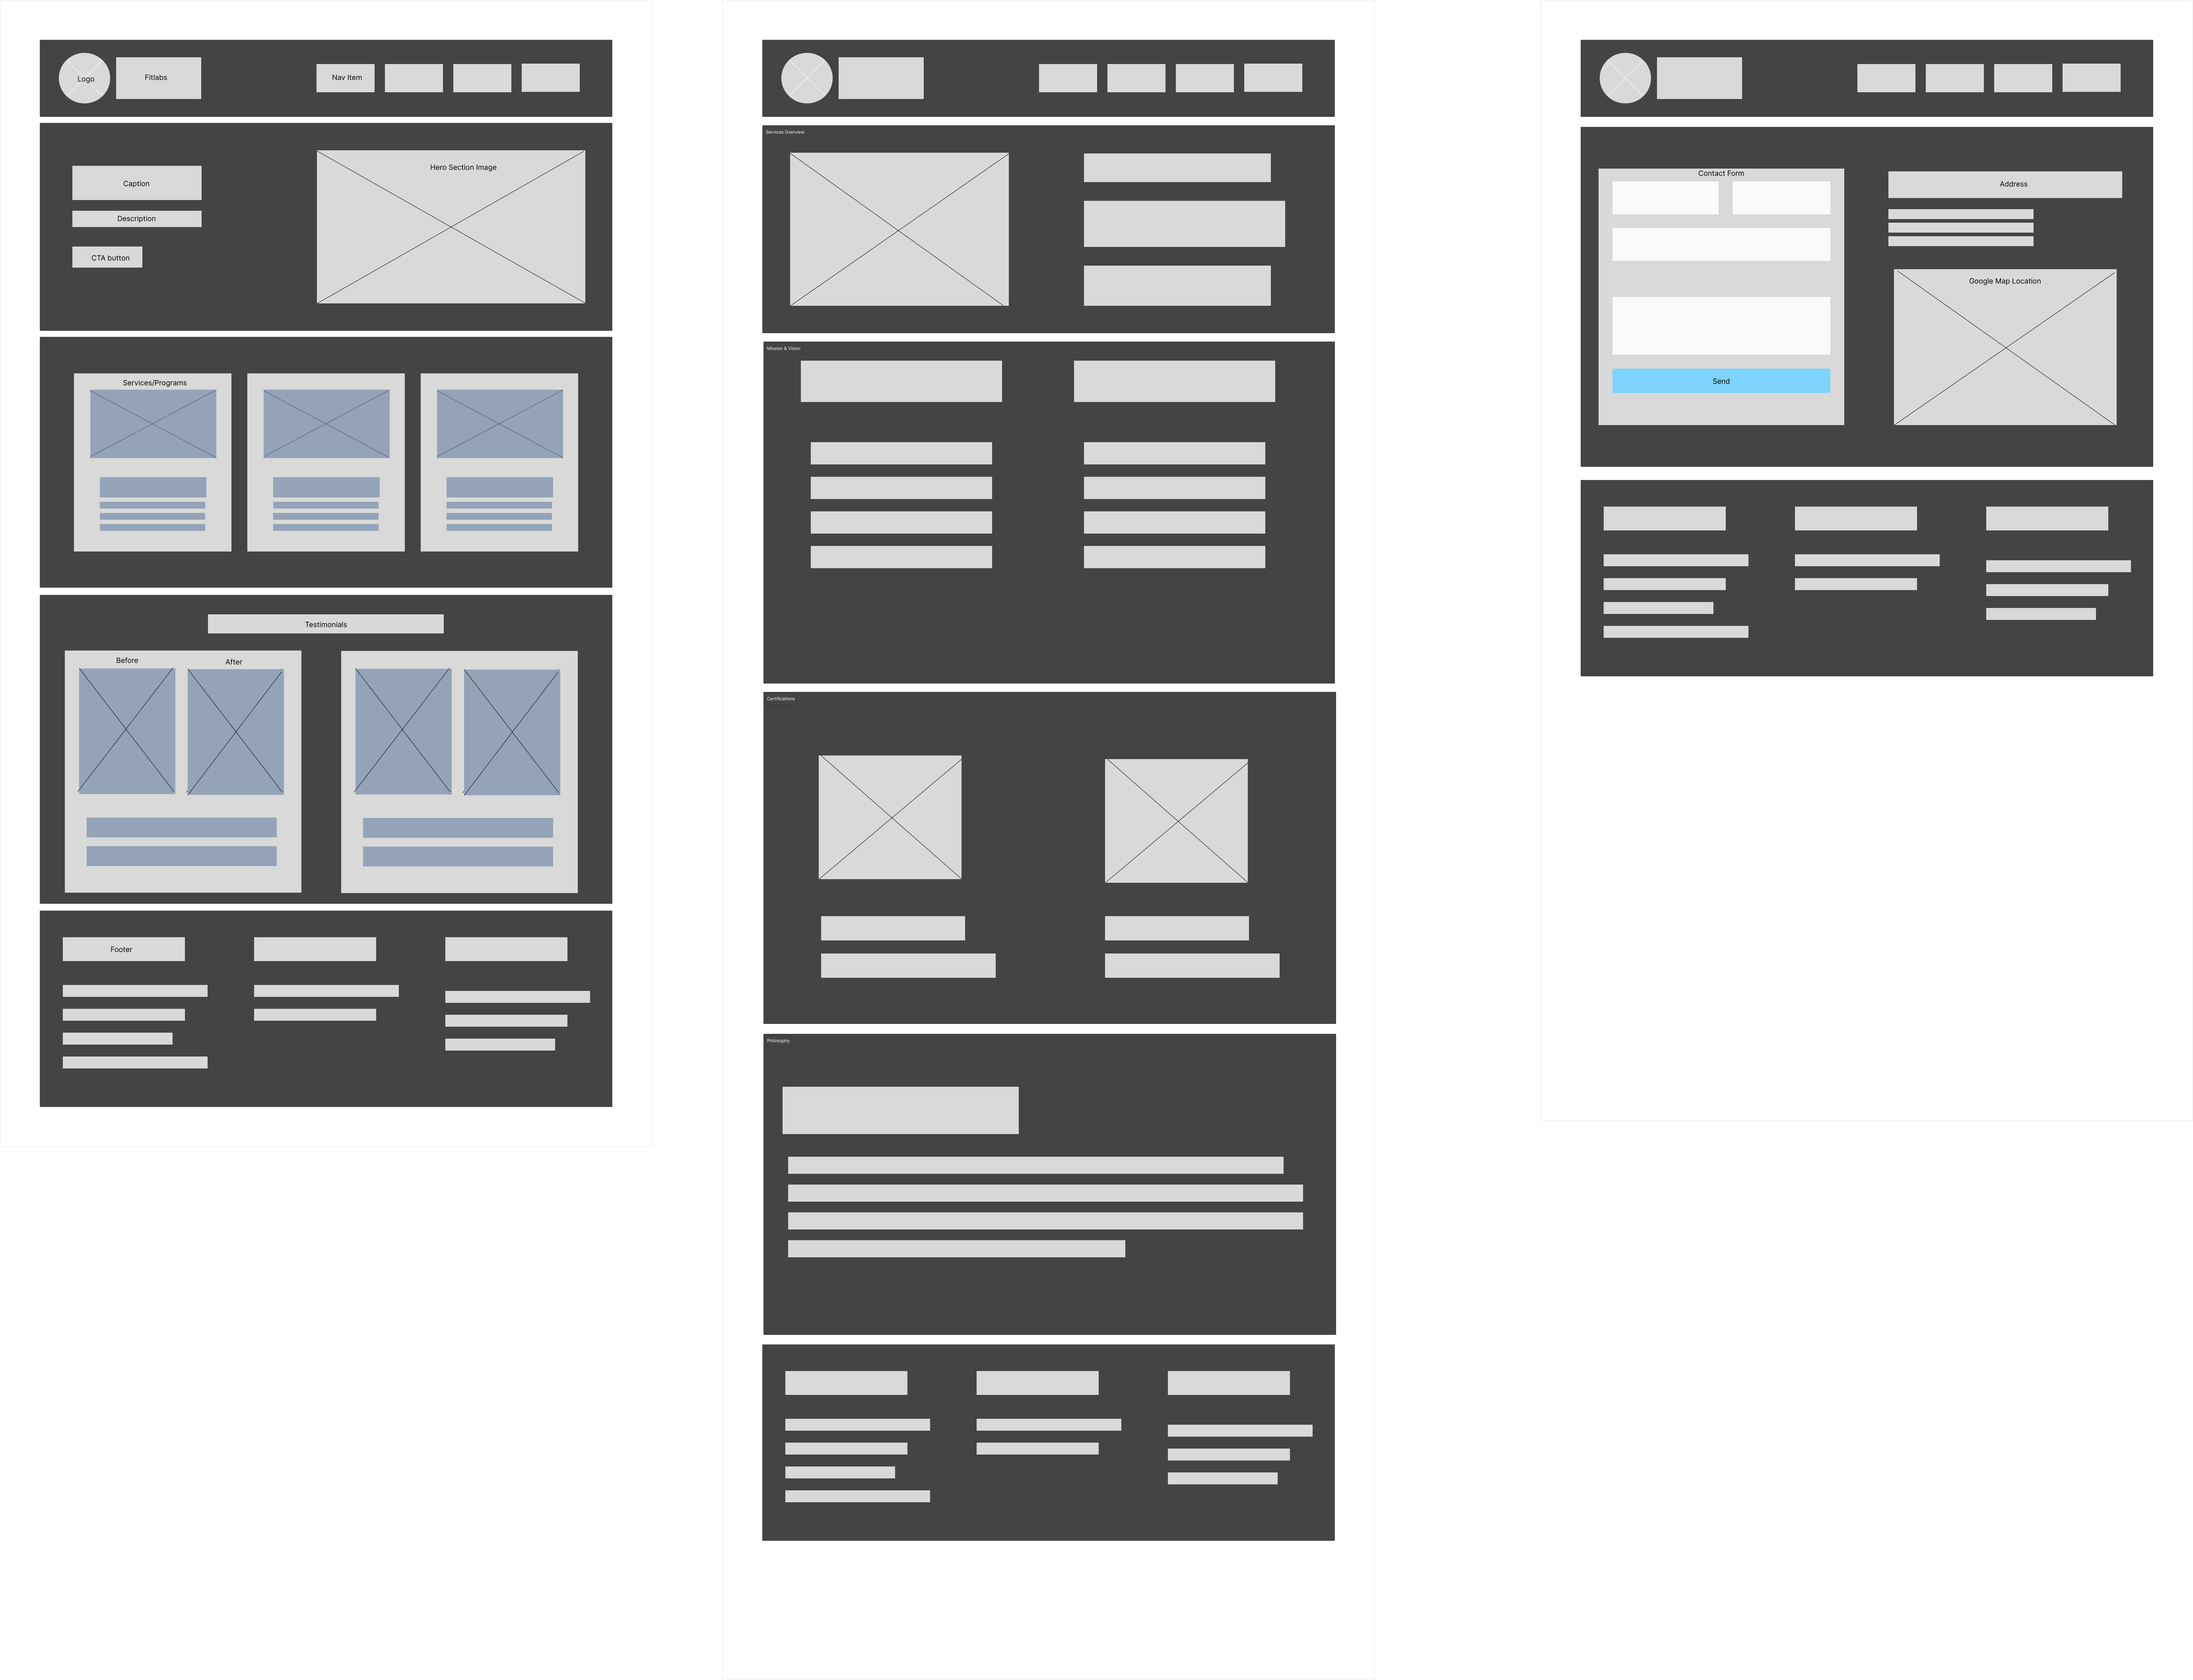 Logo
Fitlabs
Nav Item
Caption
Description
CTA button
Hero Section Image
Services/Programs
Testimonials
Before
After
Footer
Services Overview
Mission & Vision
Certifications
Philosophy
Contact Form
Send
Address
Google Map Location